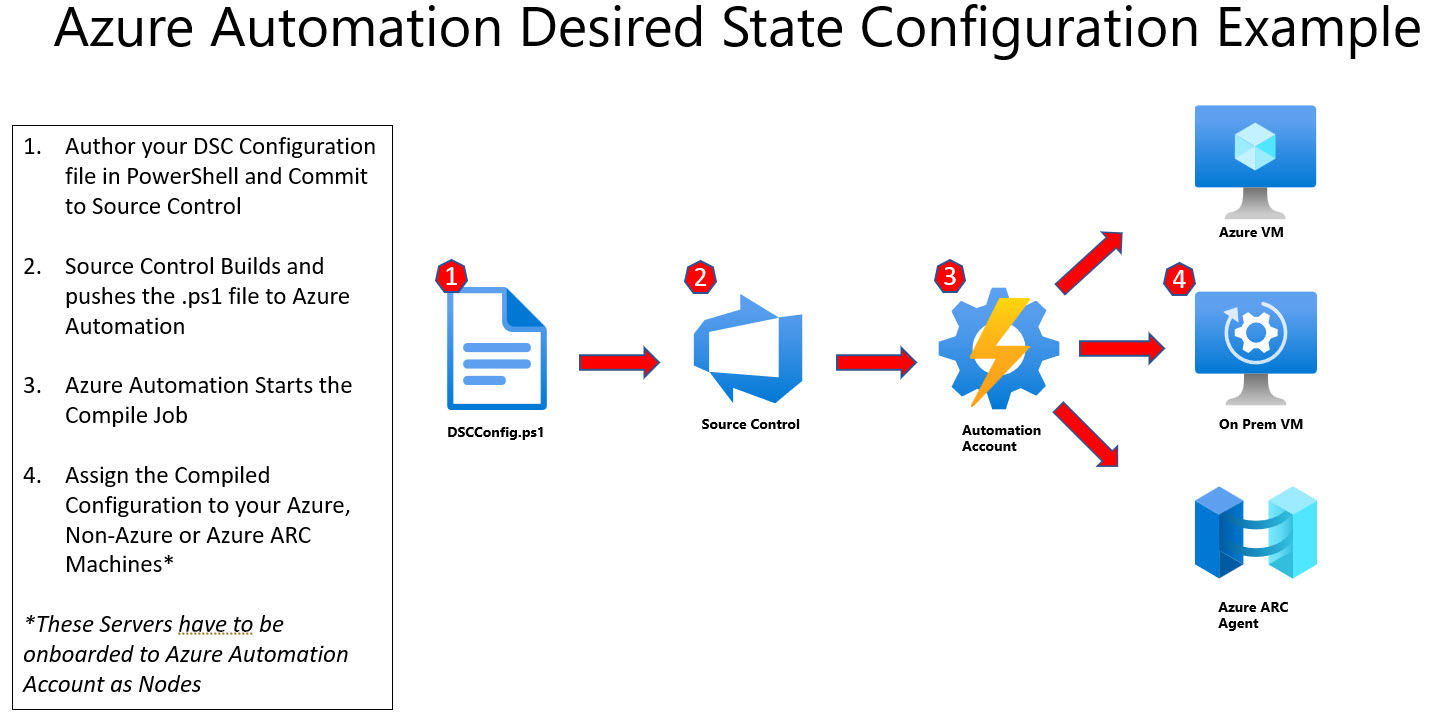 Azure Automation Desired State Configuration Example
1. Author your DSC Configuration
file in PowerShell and Commit
to Source Control
2. Source Control Builds and
pushes the .ps1 file to Azure
Automation
3. Azure Automation Starts the
Compile Job
4. Assign the Compiled
Configuration to your Azure,
Non-Azure or Azure ARC
Machines*
*These Servers have to be
onboarded to Azure Automation
Account as Nodes
1
DSCConfig.ps1
2
Source Control
3
Automation
Account
Azure VM
4
On Prem VM
Azure ARC
Agent